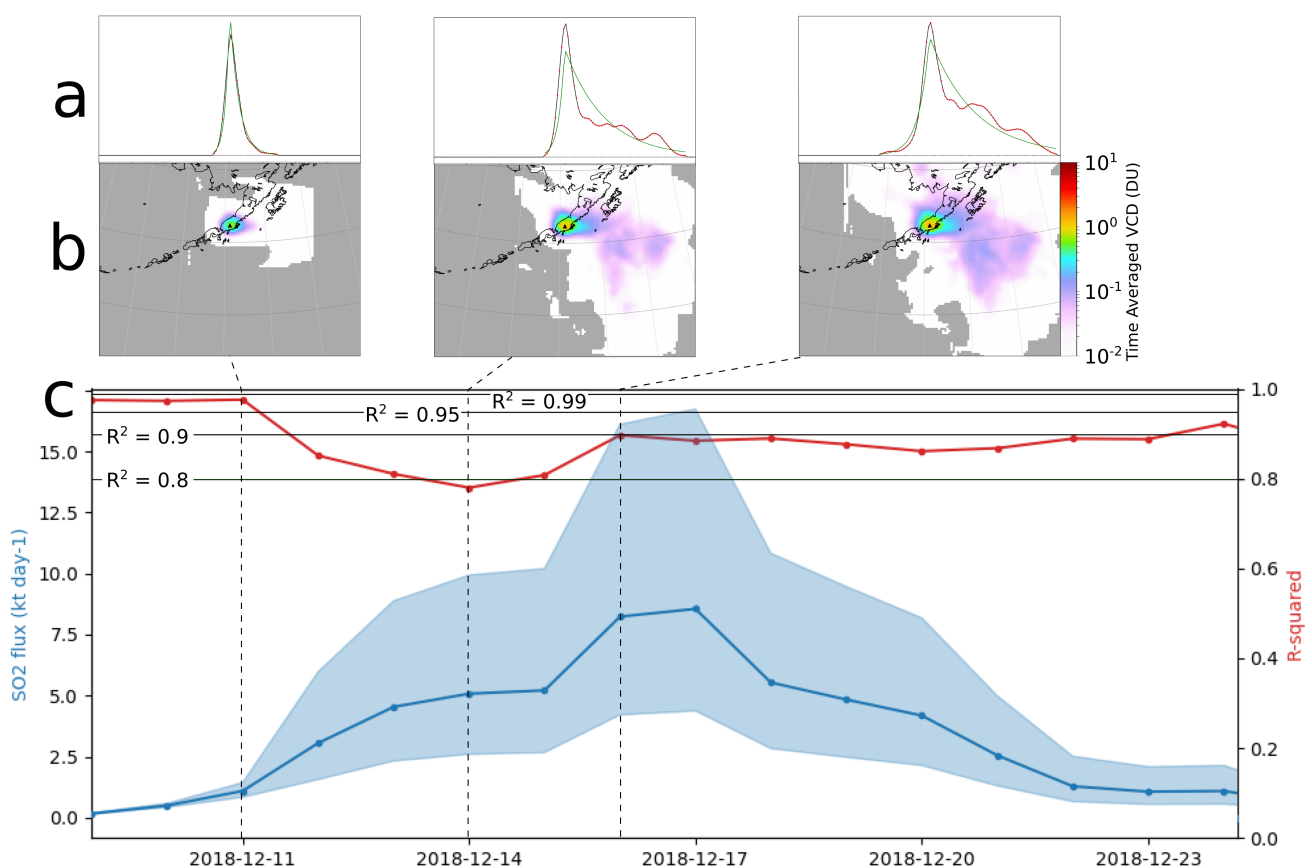 a
b
10¹
10⁰
10⁻¹
10⁻²
Time Averaged VCD (DU)
c
R² = 0.99
R² = 0.95
R² = 0.9
R² = 0.8
15.0
12.5
10.0
7.5
5.0
2.5
0.0
SO2 flux (kt day-1)
1.0
0.8
0.6
0.4
0.2
0.0
R-squared
2018-12-11
2018-12-14
2018-12-17
2018-12-20
2018-12-23